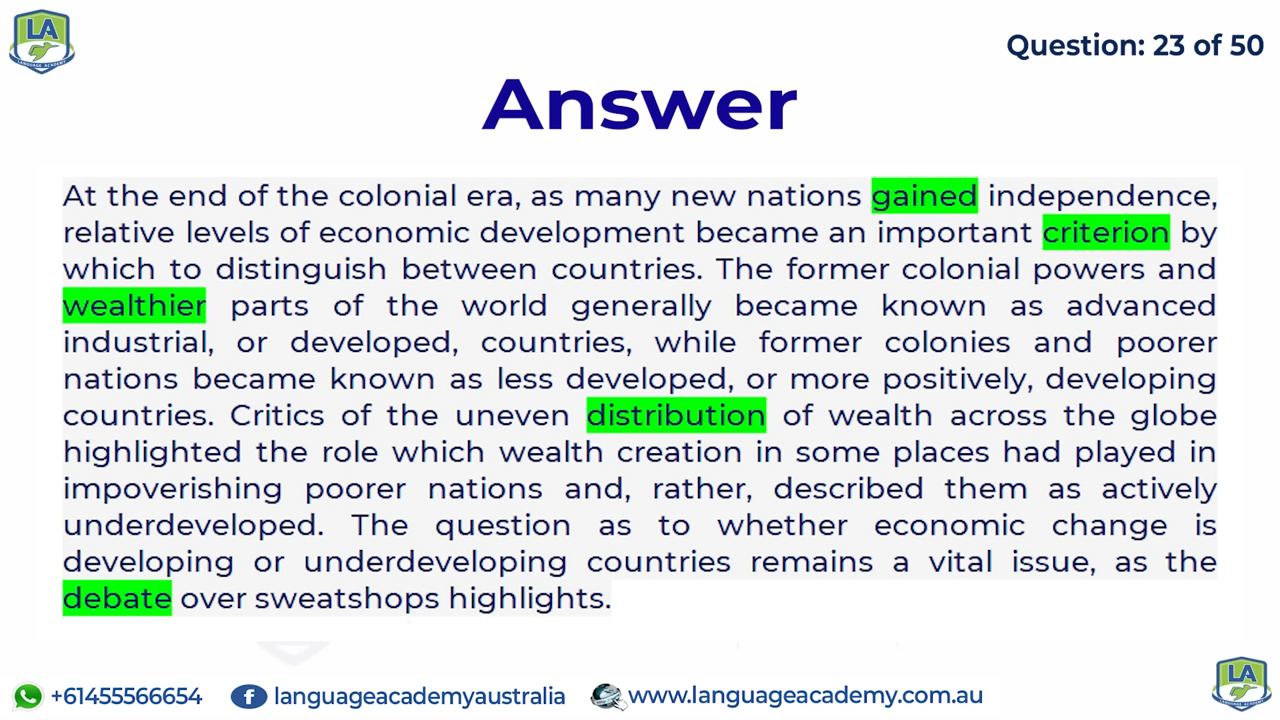 LA
LANGUAGE ACADEMY
Question: 23 of 50
Answer
At the end of the colonial era, as many new nations gained independence,
relative levels of economic development became an important criterion by
which to distinguish between countries. The former colonial powers and
wealthier parts of the world generally became known as advanced
industrial, or developed, countries, while former colonies and poorer
nations became known as less developed, or more positively, developing
countries. Critics of the uneven distribution of wealth across the globe
highlighted the role which wealth creation in some places had played in
impoverishing poorer nations and, rather, described them as actively
underdeveloped. The question as to whether economic change is
developing or underdeveloping countries remains a vital issue, as the
debate over sweatshops highlights.
+61455566654
languageacademyaustralia
www.languageacademy.com.au
LA
LANGUAGE ACADEMY